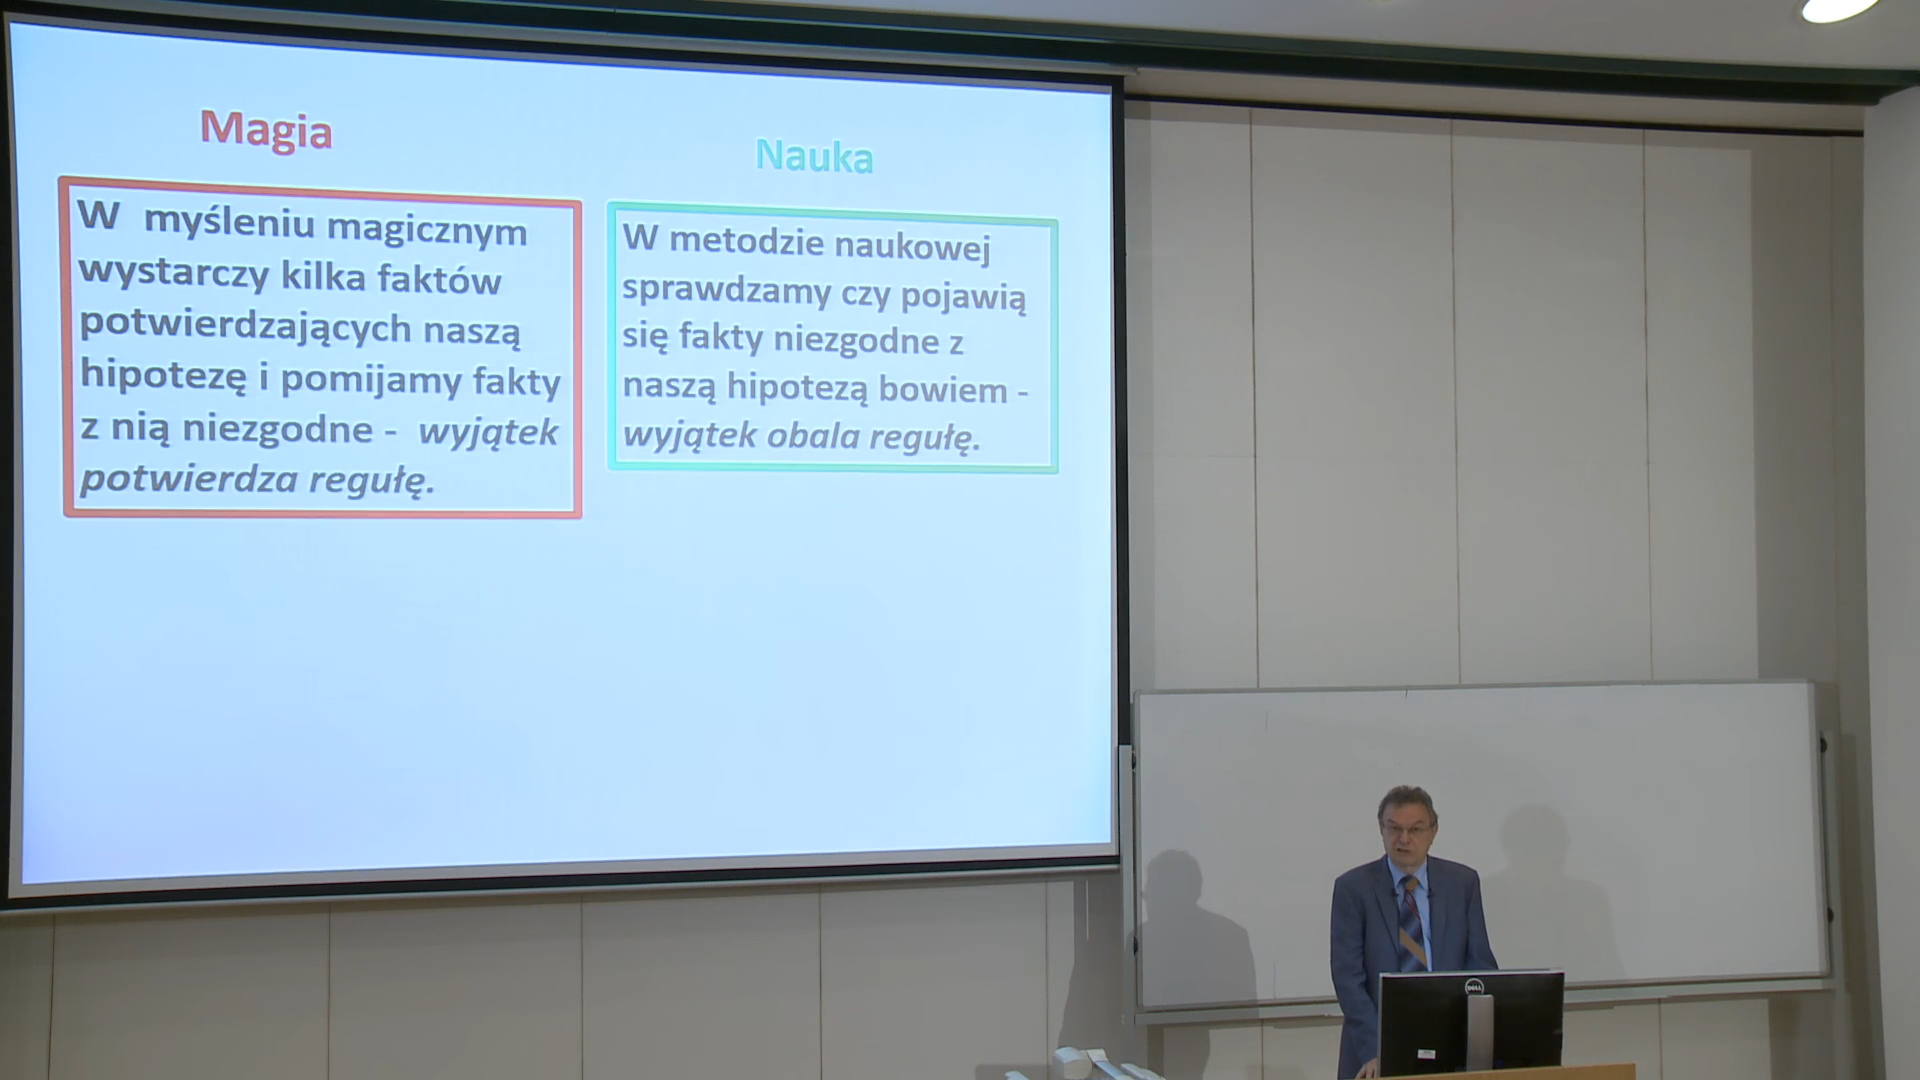 Magia
W myśleniu magicznym
wystarczy kilka faktów
potwierdzających naszą
hipotezę i pomijamy fakty
z nią niezgodne - wyjątek
potwierdza regułę.
Nauka
W metodzie naukowej
sprawdzamy czy pojawią
się fakty niezgodne z
naszą hipotezą bowiem -
wyjątek obala regułę.
DELL